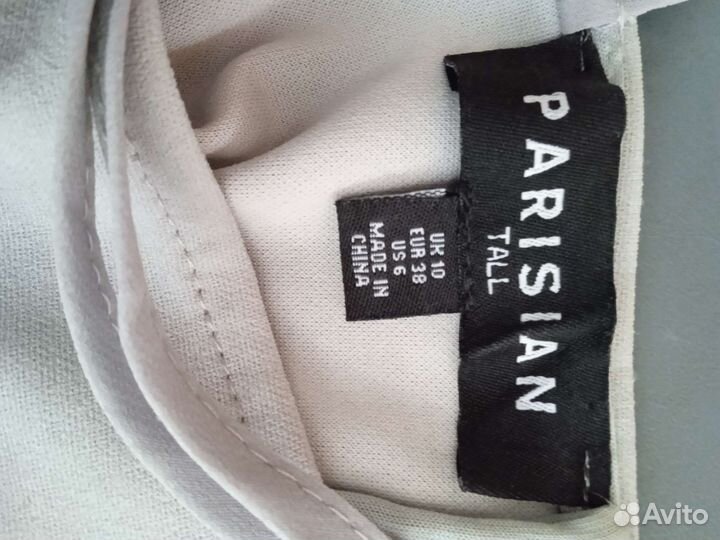 PARISIAN
TALL
UK 10
EUR 38
US 6
MADE IN
CHINA
Avito